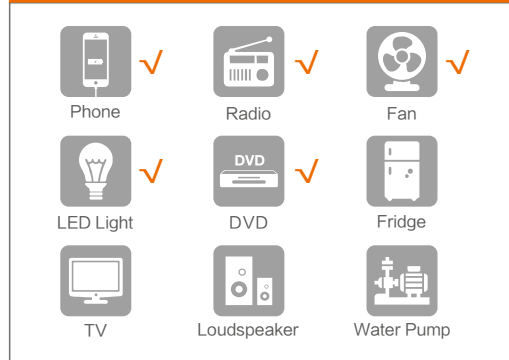 Phone √ Radio √ Fan √
DVD
LED Light √ DVD √ Fridge
TV Loudspeaker Water Pump